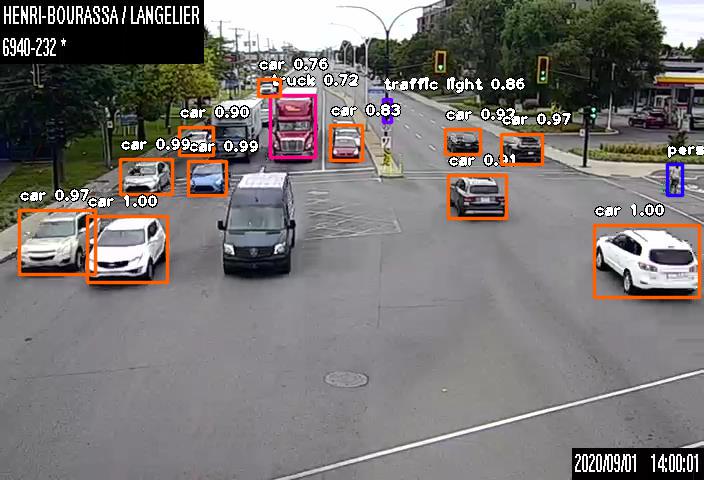 HENRI-BOURASSA / LANGELIER
6940-232 *
car 0.76
truck 0.72
traffic light 0.86
car 0.90
car 0.83
car 0.92
car 0.97
car 0.99
car 0.99
car 0.91
pers
car 0.97
car 1.00
car 1.00
2020/09/01 14:00:01